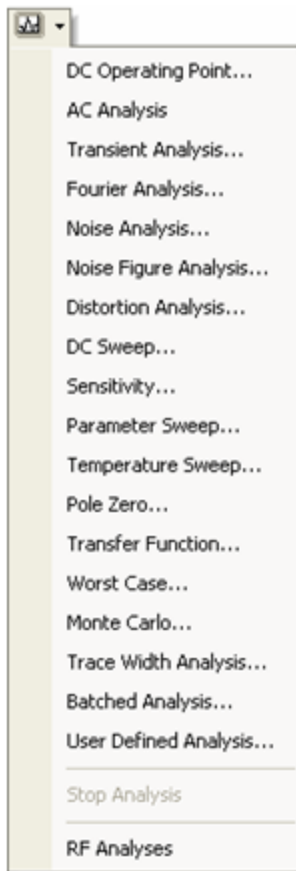 DC Operating Point...
AC Analysis
Transient Analysis...
Fourier Analysis...
Noise Analysis...
Noise Figure Analysis...
Distortion Analysis...
DC Sweep...
Sensitivity...
Parameter Sweep...
Temperature Sweep...
Pole Zero...
Transfer Function...
Worst Case...
Monte Carlo...
Trace Width Analysis...
Batched Analysis...
User Defined Analysis...
Stop Analysis
RF Analyses